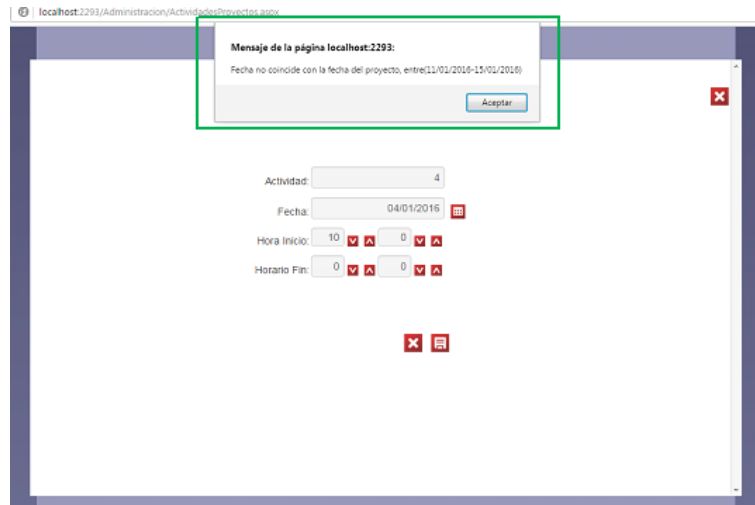 localhost:2293/Administracion/ActividadesProyectos.aspx
Mensaje de la página localhost:2293:
Fecha no coincide con la fecha del proyecto, entre(11/01/2016-15/01/2016)
Aceptar
Actividad: 4
Fecha: 04/01/2016
Hora Inicio: 10 0
Horario Fin: 0 0